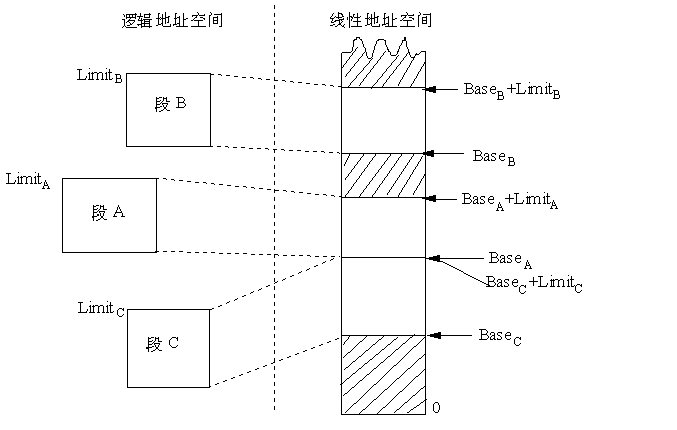 逻辑地址空间
线性地址空间
LimitB
段 B
BaseB+LimitB
BaseB
LimitA
段 A
BaseA+LimitA
BaseA
BaseC+LimitC
LimitC
段 C
BaseC
0